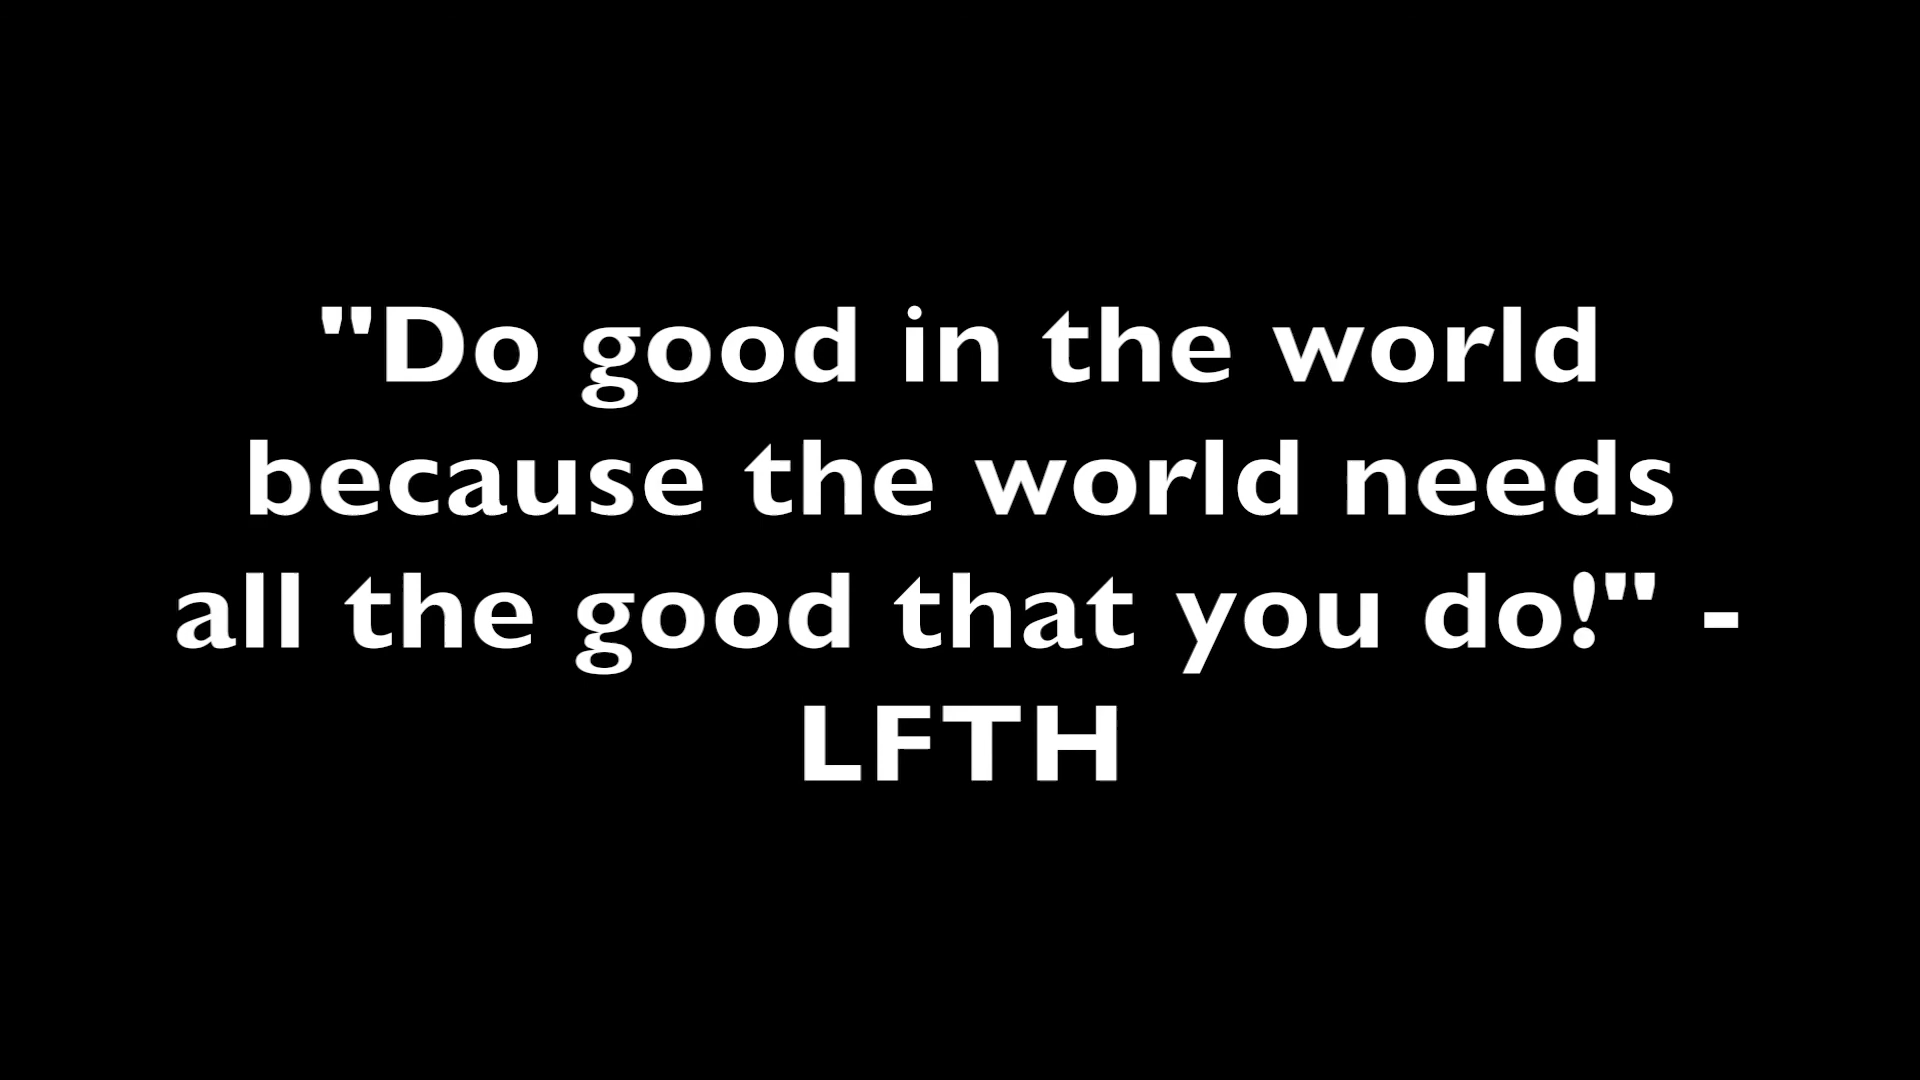 "Do good in the world
because the world needs
all the good that you do!" -
LFTH